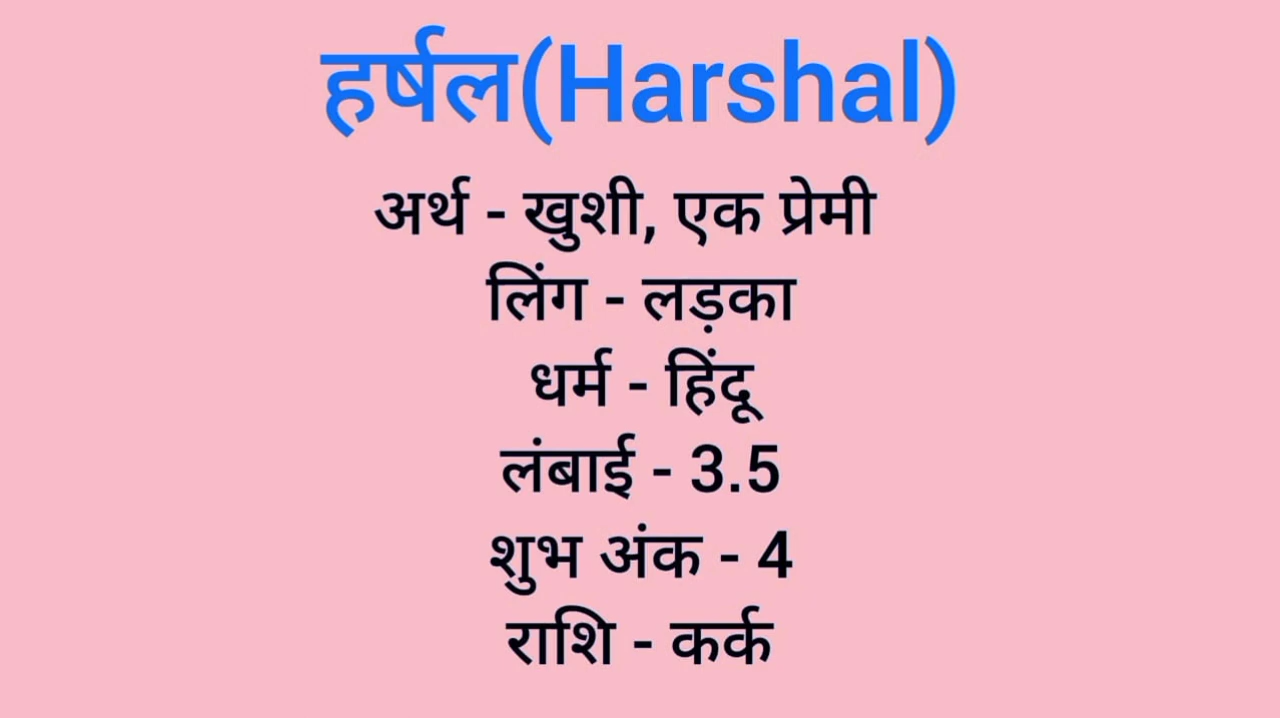 हर्षल(Harshal)
अर्थ - खुशी, एक प्रेमी
लिंग - लड़का
धर्म - हिंदू
लंबाई - 3.5
शुभ अंक - 4
राशि - कर्क